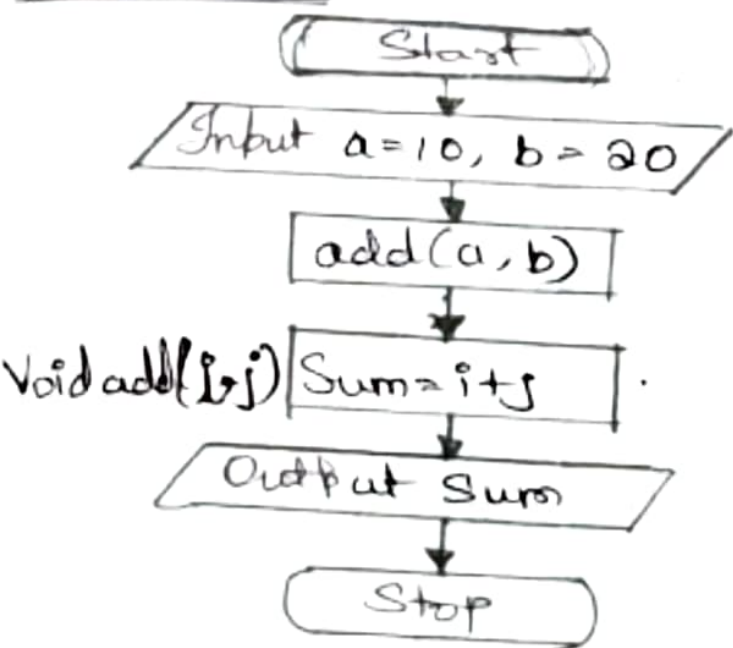 Start
Input a=10, b=20
add(a, b)
Void add(i,j) Sum=i+j
Output Sum
Stop